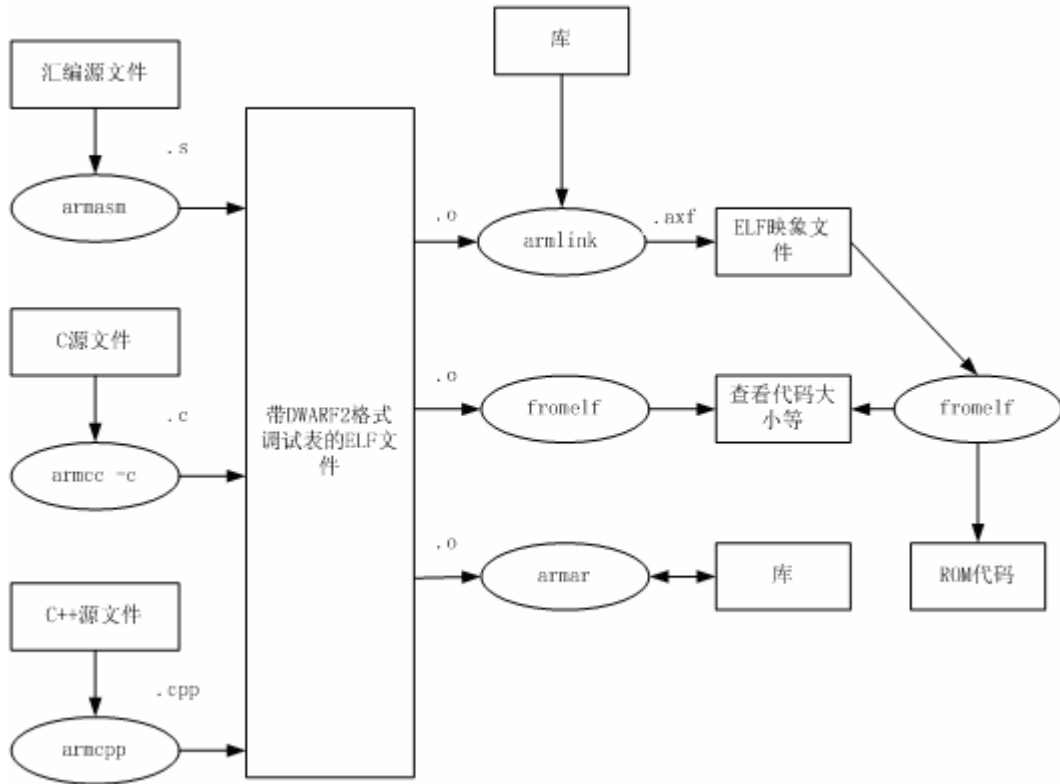 库
汇编源文件
.s
armasm
.o
armlink
.axf
ELF映象文
件
C源文件
.c
armcc -c
带DWARF2格式
调试表的ELF文
件
.o
fromelf
查看代码大
小等
fromelf
.o
armar
库
ROM代码
C++源文件
.cpp
armcpp